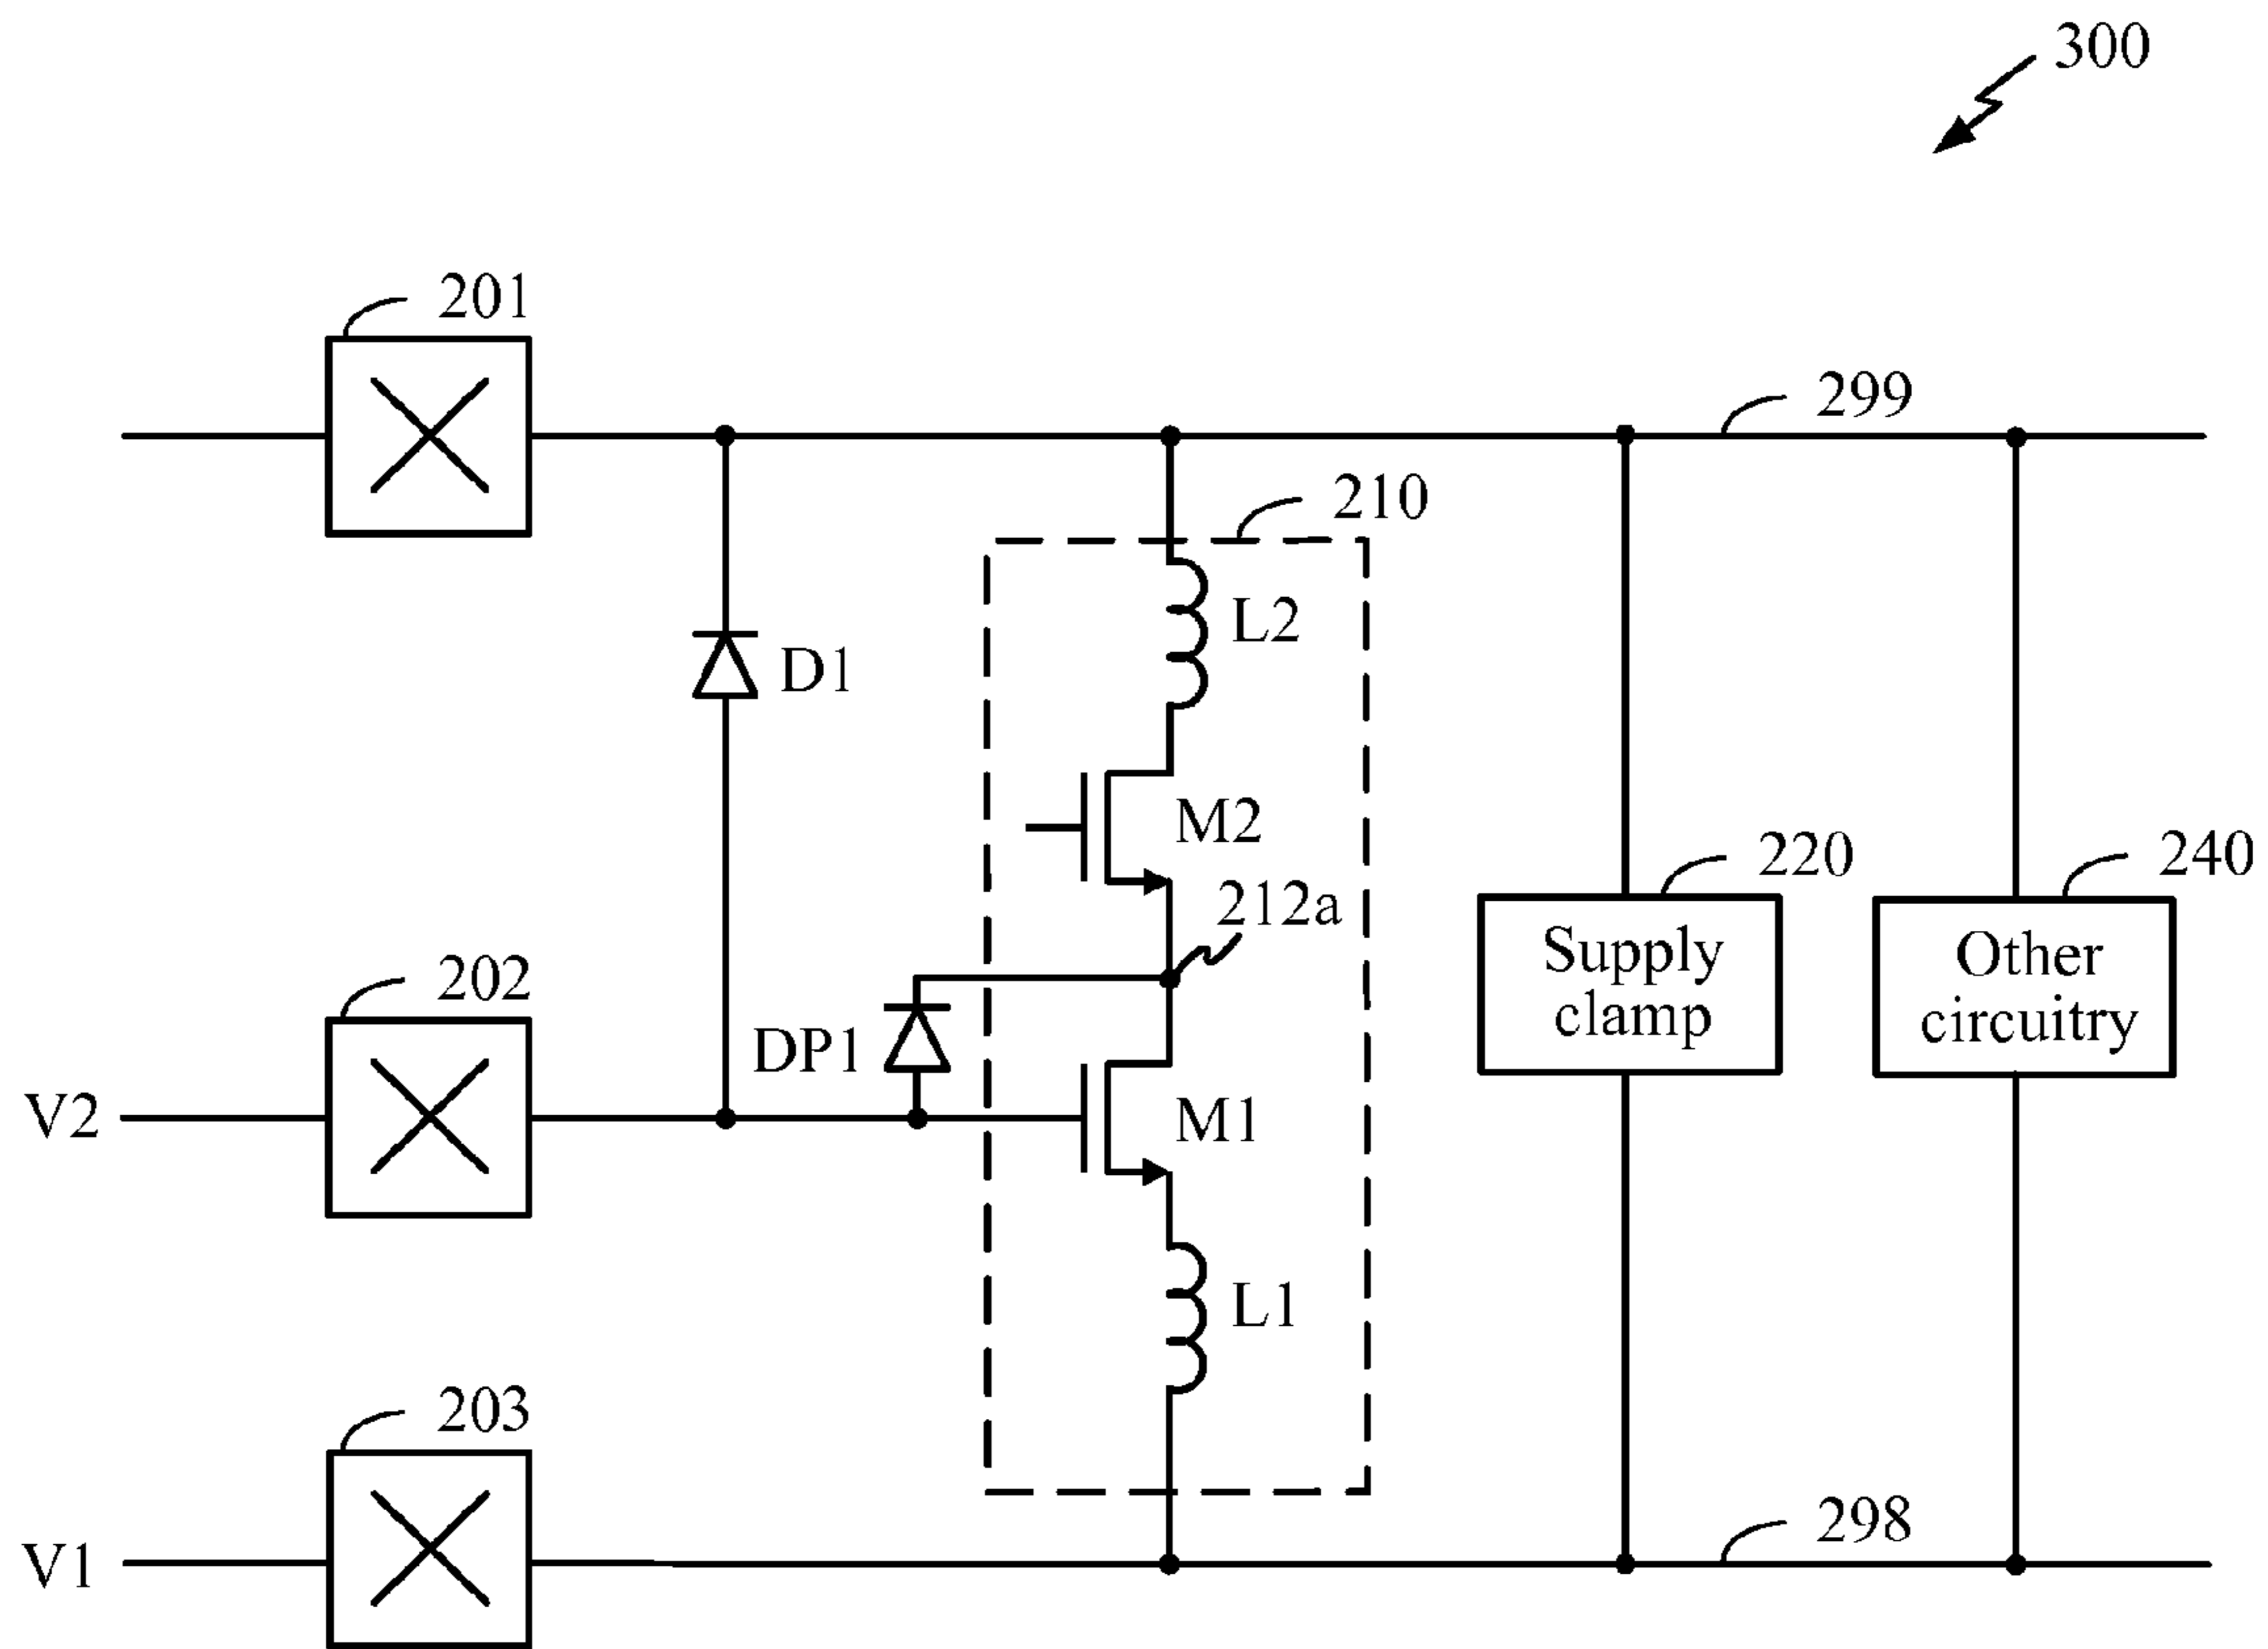 300
201
299
210
L2
D1
M2
220
240
212a
Supply
clamp
Other
circuitry
202
DP1
V2
M1
L1
203
298
V1